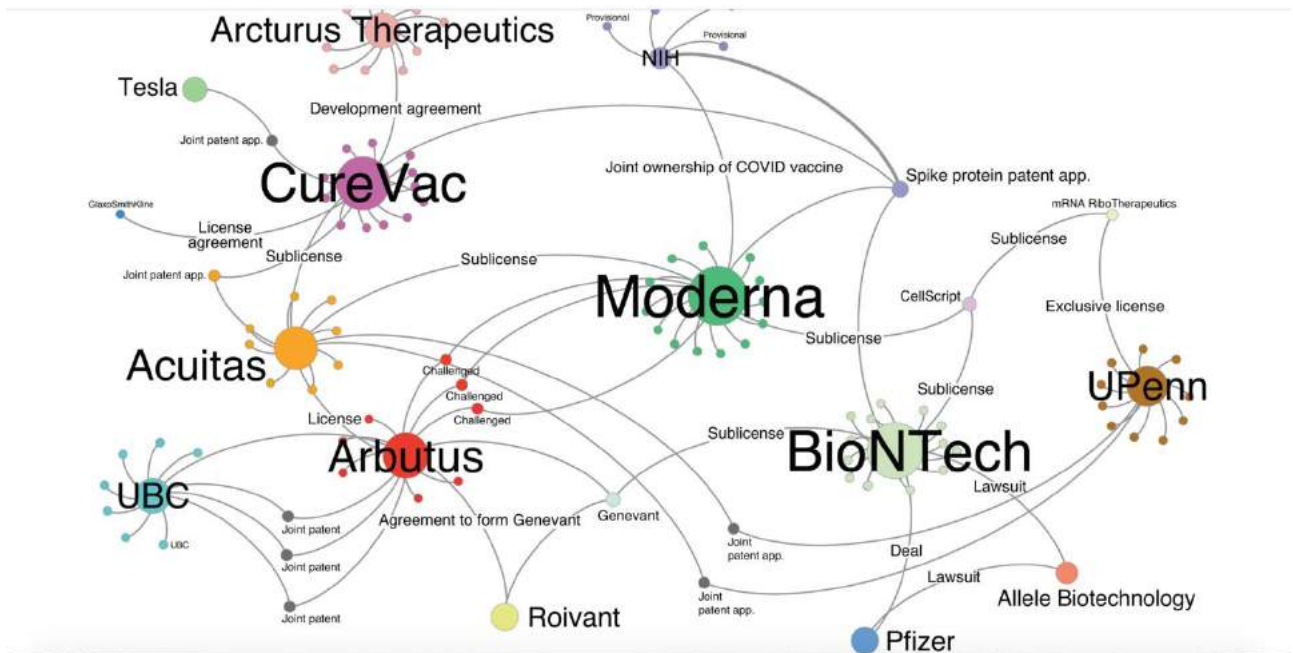 Arcturus Therapeutics
Provisional
Provisional
NIH
Tesla
Development agreement
Joint patent app.
Joint ownership of COVID vaccine
Spike protein patent app.
CureVac
GlaxoSmithKline
mRNA RiboTherapeutics
License
agreement
Sublicense
Sublicense
Sublicense
Joint patent app.
Moderna
CellScript
Exclusive license
Sublicense
Acuitas
Challenged
Challenged
Challenged
Sublicense
UPenn
License
Sublicense
BioNTech
Arbutus
Lawsuit
UBC
Genevant
Agreement to form Genevant
Joint patent
UBC
Joint
patent app.
Deal
Joint patent
Lawsuit
Joint
patent app.
Allele Biotechnology
Joint patent
Roivant
Pfizer